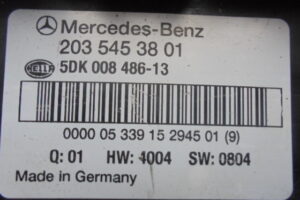 Mercedes-Benz
203 545 38 01
HELLA 5DK 008 486-13
0000 05 339 15 2945 01 (9)
Q: 01 HW: 4004 SW: 0804
Made in Germany